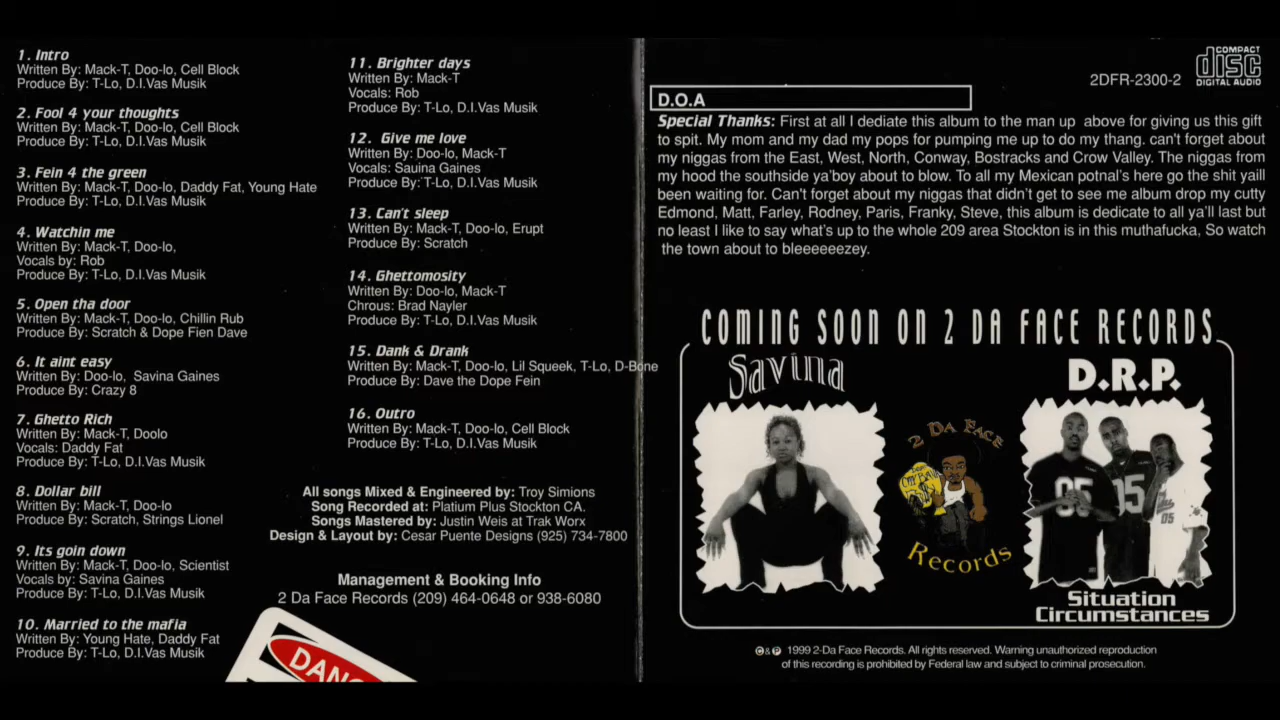 1. Intro
Written By: Mack-T, Doo-lo, Cell Block
Produce By: T-Lo, D.I.Vas Musik
2. Fool 4 your thoughts
Written By: Mack-T, Doo-lo, Cell Block
Produce By: T-Lo, D.I.Vas Musik
3. Fein 4 the green
Written By: Mack-T, Doo-lo, Daddy Fat, Young Hate
Produce By: T-Lo, D.I.Vas Musik
4. Watchin me
Written By: Mack-T, Doo-lo,
Vocals by: Rob
Produce By: T-Lo, D.I.Vas Musik
5. Open tha door
Written By: Mack-T, Doo-lo, Chillin Rub
Produce By: Scratch & Dope Fien Dave
6. It aint easy
Written By: Doo-lo, Savina Gaines
Produce By: Crazy 8
7. Ghetto Rich
Written By: Mack-T, Doolo
Vocals: Daddy Fat
Produce By: T-Lo, D.I.Vas Musik
8. Dollar bill
Written By: Mack-T, Doo-lo
Produce By: Scratch, Strings Lionel
9. Its goin down
Written By: Mack-T, Doo-lo, Scientist
Vocals by: Savina Gaines
Produce By: T-Lo, D.I.Vas Musik
10. Married to the mafia
Written By: Young Hate, Daddy Fat
Produce By: T-Lo, D.I.Vas Musik
11. Brighter days
Written By: Mack-T
Vocals: Rob
Produce By: T-Lo, D.I.Vas Musik
12. Give me love
Written By: Doo-lo, Mack-T
Vocals: Sauina Gaines
Produce By: T-Lo, D.I.Vas Musik
13. Can't sleep
Written By: Mack-T, Doo-lo, Erupt
Produce By: Scratch
14. Ghettomosity
Written By: Doo-lo, Mack-T
Chrous: Brad Nayler
Produce By: T-Lo, D.I.Vas Musik
15. Dank & Drank
Written By: Mack-T, Doo-lo, Lil Squeek, T-Lo, D-Bone
Produce By: Dave the Dope Fein
16. Outro
Written By: Mack-T, Doo-lo, Cell Block
Produce By: T-Lo, D.I.Vas Musik
All songs Mixed & Engineered by: Troy Simions
Song Recorded at: Platium Plus Stockton CA.
Songs Mastered by: Justin Weis at Trak Worx
Design & Layout by: Cesar Puente Designs (925) 734-7800
Management & Booking Info
2 Da Face Records (209) 464-0648 or 938-6080
DANG
2DFR-2300-2
COMPACT
disc
DIGITAL AUDIO
D.O.A
Special Thanks: First at all I dediate this album to the man up above for giving us this gift
to spit. My mom and my dad my pops for pumping me up to do my thang. can't forget about
my niggas from the East, West, North, Conway, Bostracks and Crow Valley. The niggas from
my hood the southside ya'boy about to blow. To all my Mexican potnal's here go the shit yaill
been waiting for. Can't forget about my niggas that didn't get to see me album drop my cutty
Edmond, Matt, Farley, Rodney, Paris, Franky, Steve, this album is dedicate to all ya'll last but
no least I like to say what's up to the whole 209 area Stockton is in this muthafucka, So watch
the town about to bleeeeeezey.
COMING SOON ON 2 DA FACE RECORDS
Savina
D.R.P.
2 Da Face
Records
05
05
05
Situation
Circumstances
C & P 1999 2-Da Face Records. All rights reserved. Warning unauthorized reproduction
of this recording is prohibited by Federal law and subject to criminal prosecution.